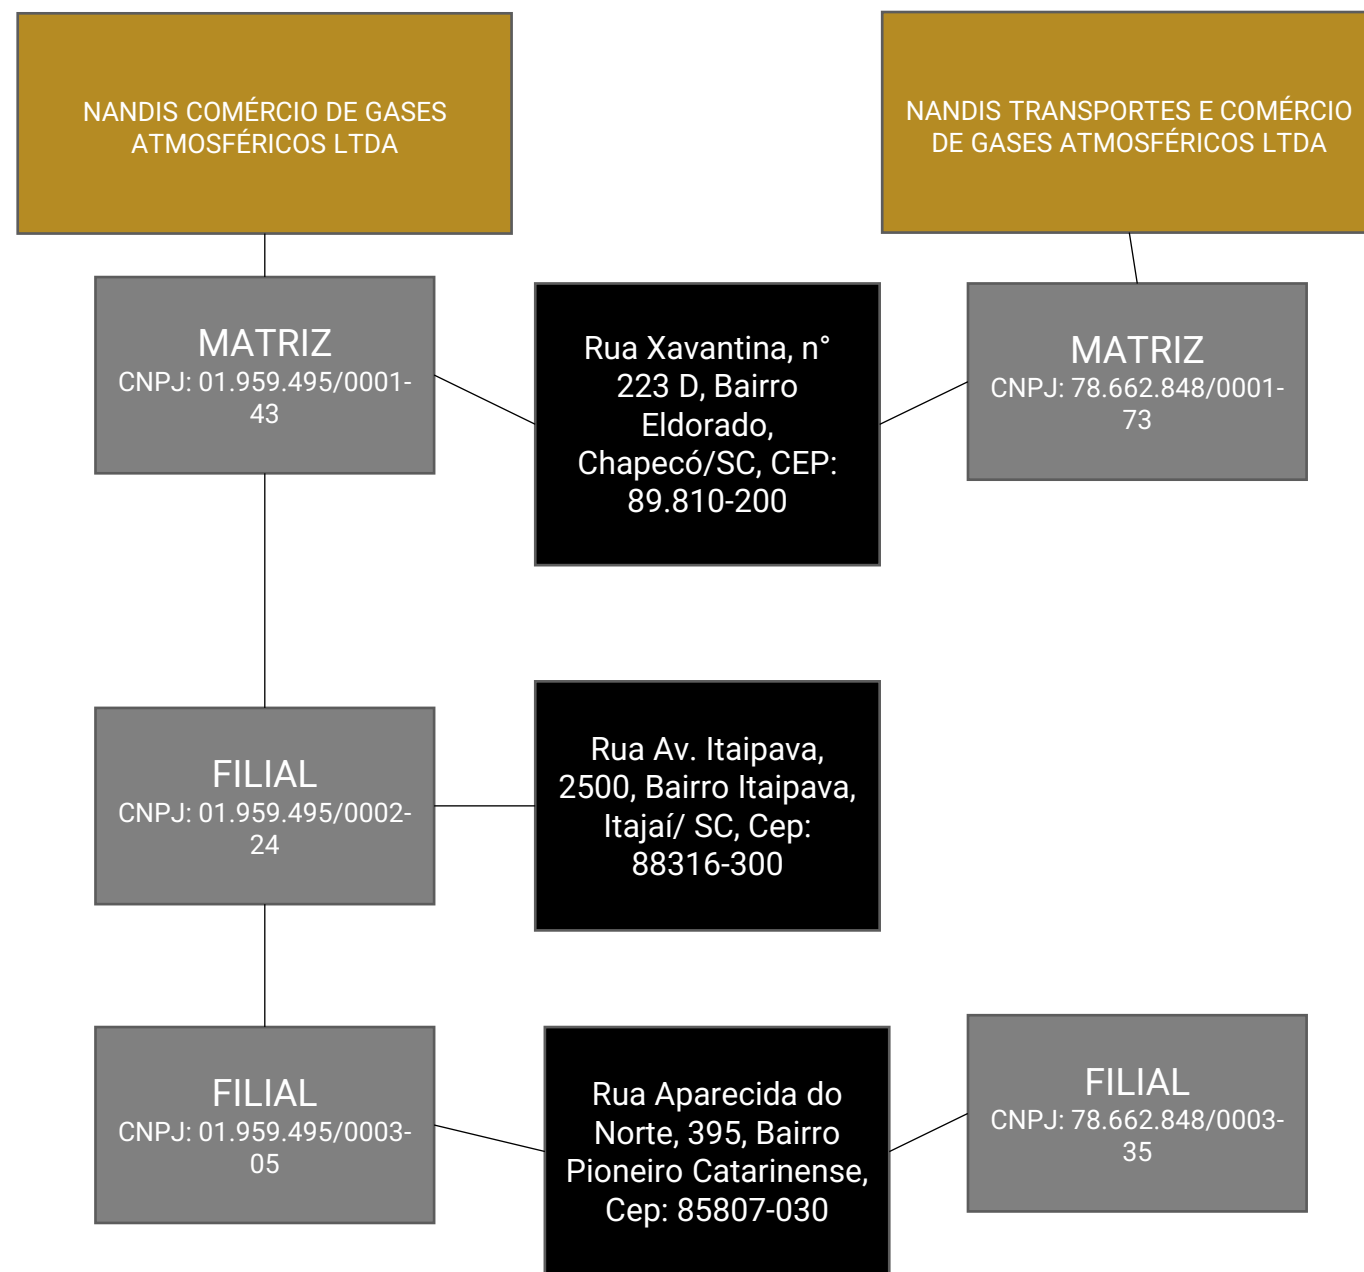 NANDIS COMÉRCIO DE GASES
ATMOSFÉRICOS LTDA
NANDIS TRANSPORTES E COMÉRCIO
DE GASES ATMOSFÉRICOS LTDA
MATRIZ
CNPJ: 01.959.495/0001-
43
Rua Xavantina, n°
223 D, Bairro
Eldorado,
Chapecó/SC, CEP:
89.810-200
MATRIZ
CNPJ: 78.662.848/0001-
73
FILIAL
CNPJ: 01.959.495/0002-
24
Rua Av. Itaipava,
2500, Bairro Itaipava,
Itajaí/ SC, Cep:
88316-300
FILIAL
CNPJ: 01.959.495/0003-
05
Rua Aparecida do
Norte, 395, Bairro
Pioneiro Catarinense,
Cep: 85807-030
FILIAL
CNPJ: 78.662.848/0003-
35